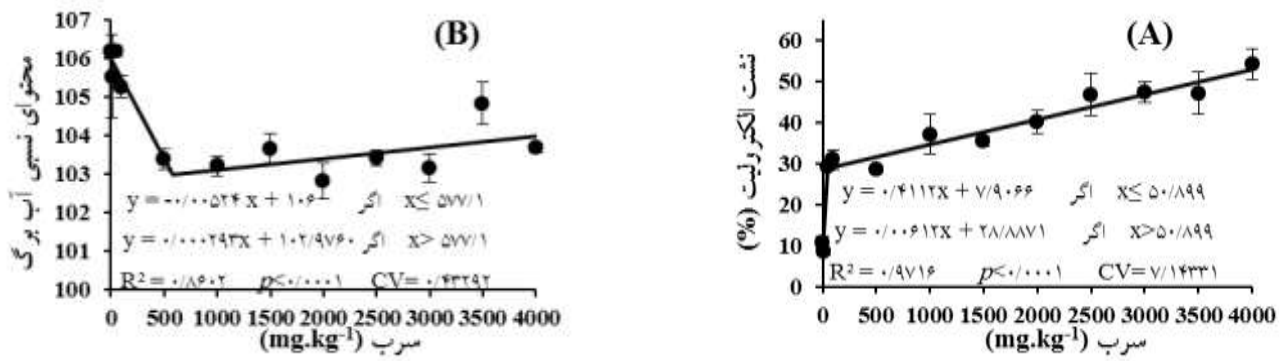 (B)
محتوای نسبی آب برگ
107
106
105
104
103
102
101
100
y = -۰/۰۰۵۲۴ x + ۱۰۶ اگر x≤ ۵۷۷/۱
y = ۰/۰۰۰۲۹۳x + ۱۰۲/۹۷۶۰ اگر x> ۵۷۷/۱
R² = ۰/۸۶۰۲ p<۰/۰۰۰۱ CV= ۰/۴۳۲۹۲
0 500 1000 1500 2000 2500 3000 3500 4000
سرب (mg.kg⁻¹)
(A)
نشت الکترولیت (%)
60
50
40
30
20
10
0
y = ۰/۴۱۱۲x + ۷/۹۰۶۶ اگر x≤ ۵۰/۸۹۹
y = ۰/۰۰۶۱۲x + ۲۸/۸۸۷۱ اگر x>۵۰/۸۹۹
R² = ۰/۹۷۱۶ p<۰/۰۰۰۱ CV= ۷/۱۴۳۳۱
0 500 1000 1500 2000 2500 3000 3500 4000
سرب (mg.kg⁻¹)